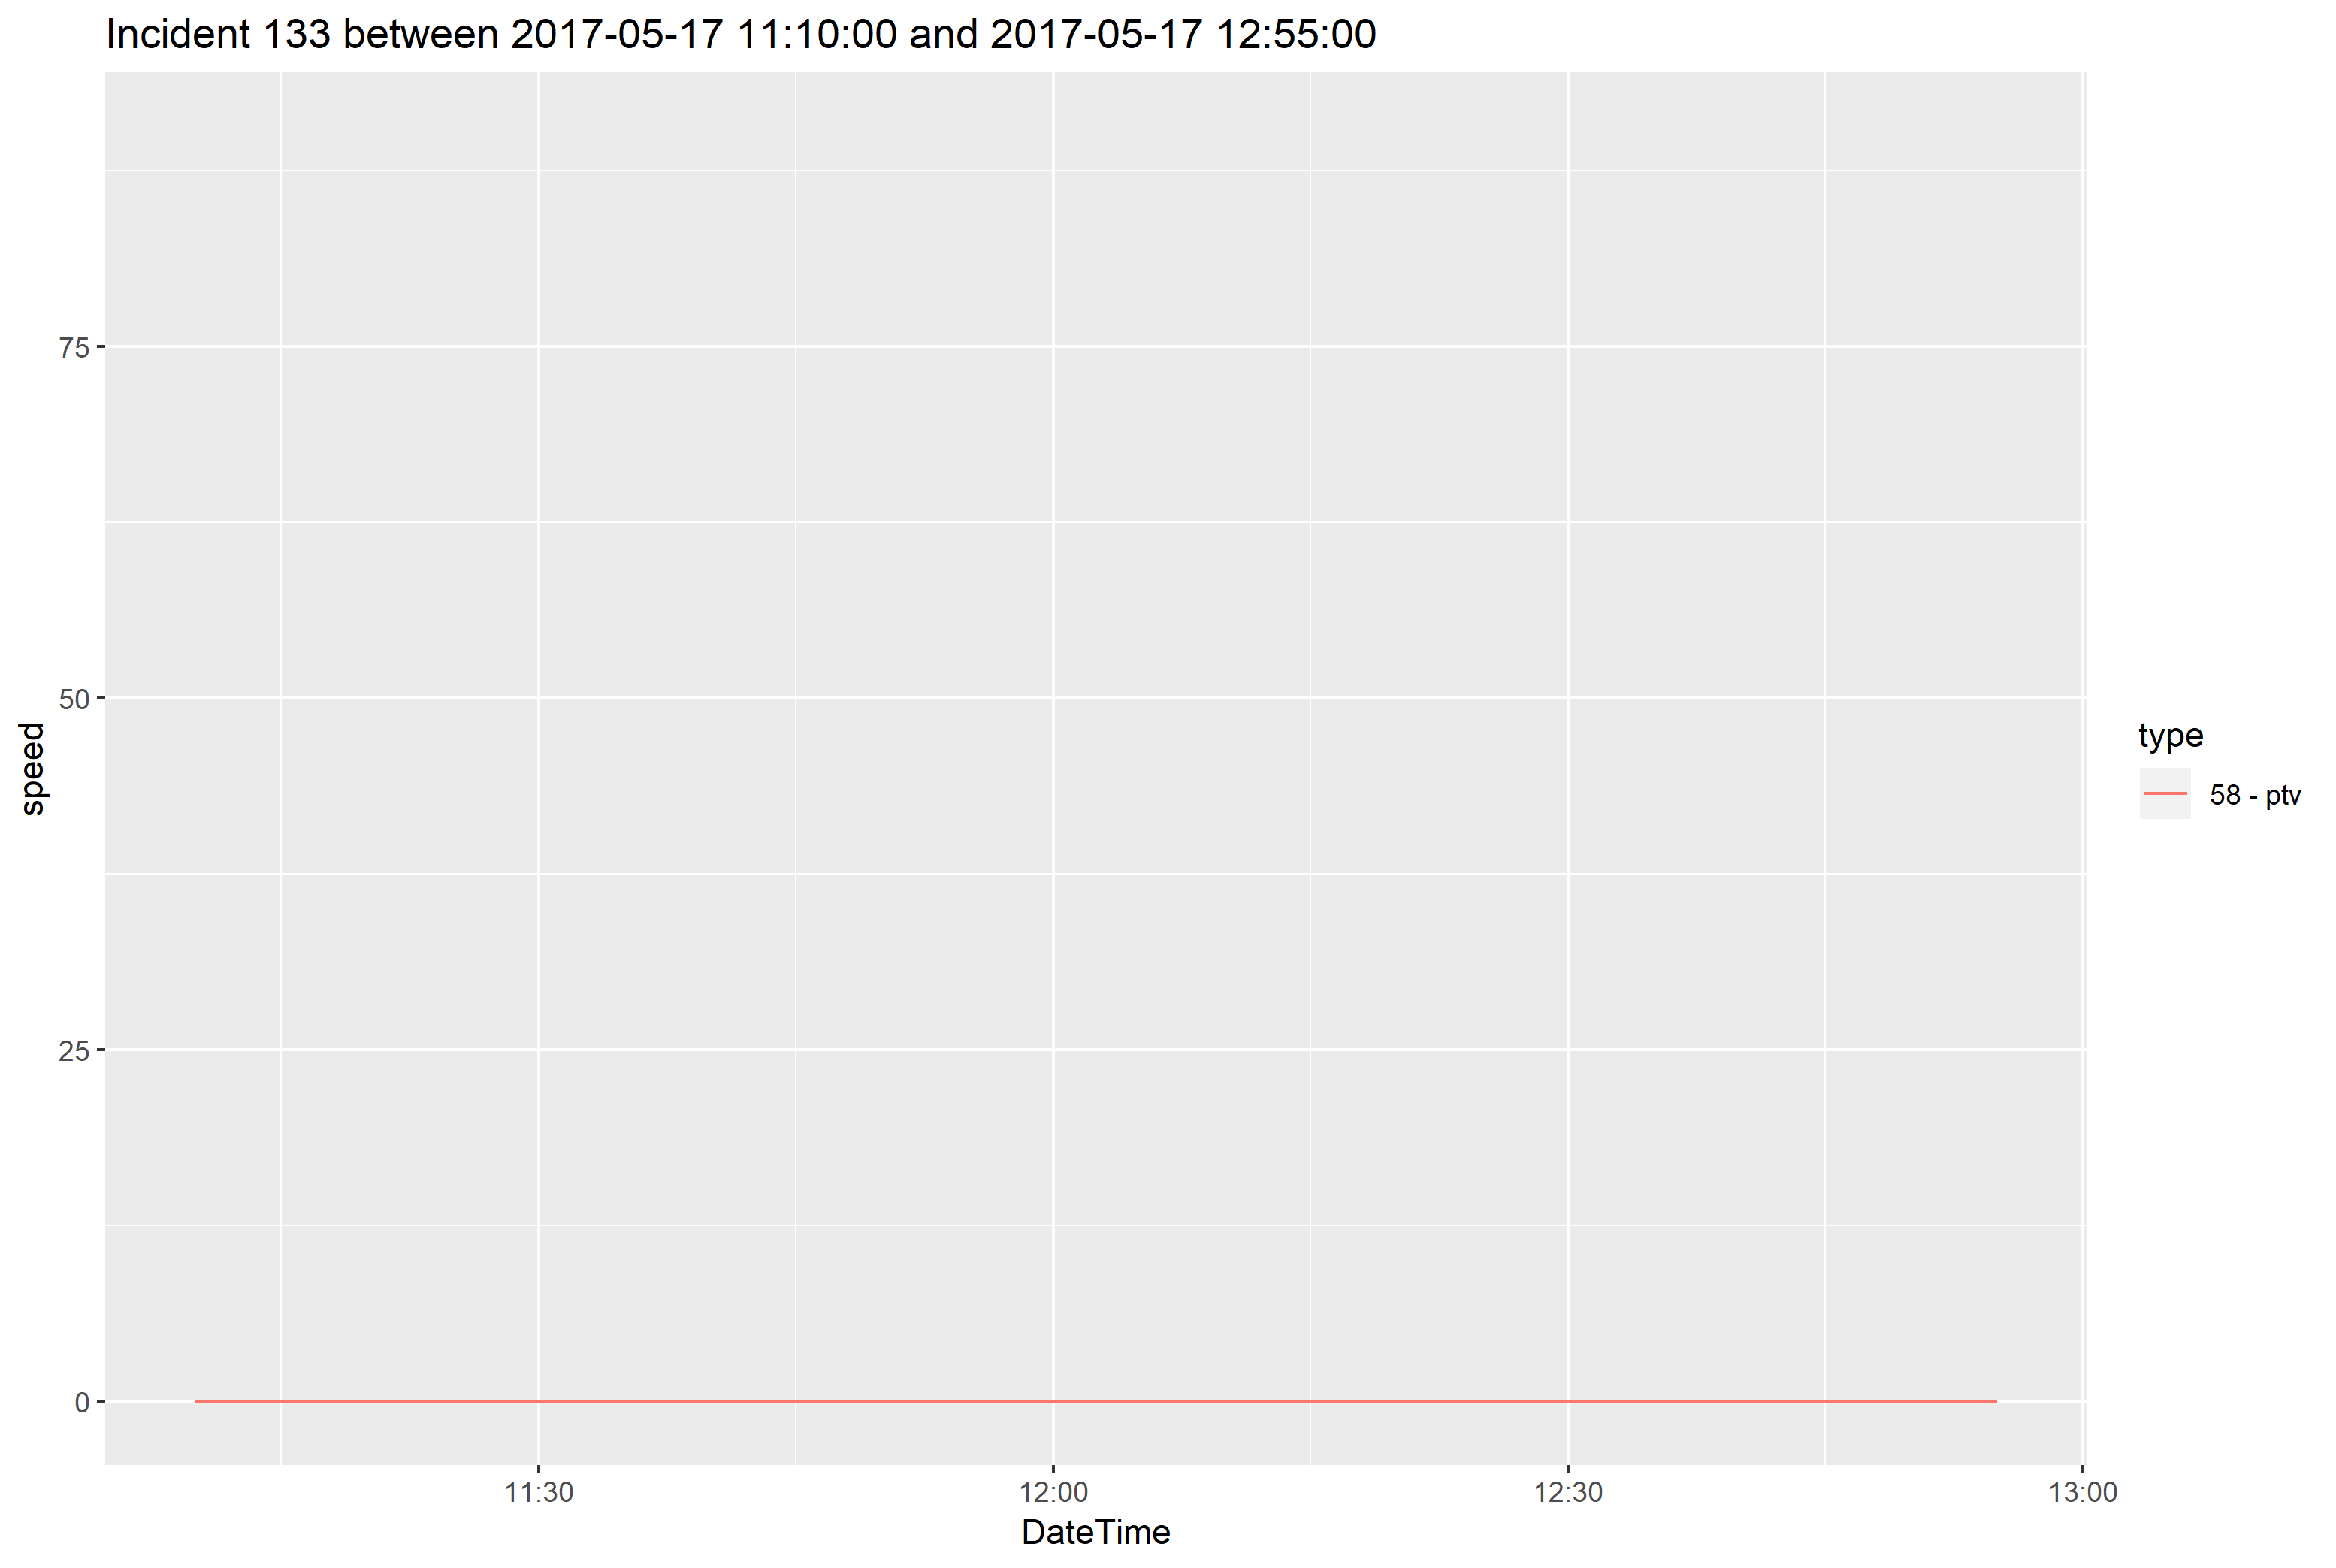 Incident 133 between 2017-05-17 11:10:00 and 2017-05-17 12:55:00
75
50
25
0
speed
11:30 12:00 12:30 13:00
DateTime
type
58 - ptv